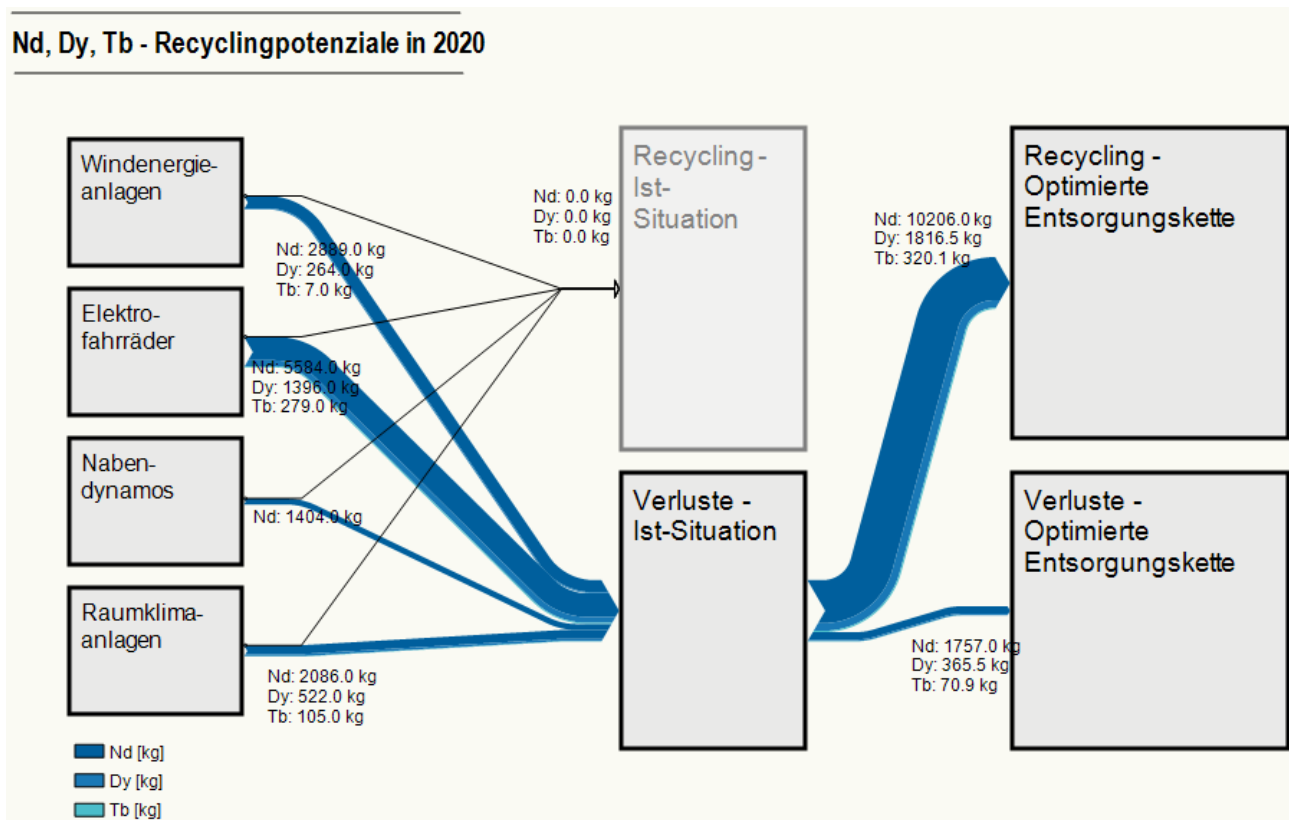 Nd, Dy, Tb - Recyclingpotenziale in 2020
Windenergie-
anlagen
Nd: 2889.0 kg
Dy: 264.0 kg
Tb: 7.0 kg
Elektro-
fahrräder
Nd: 5584.0 kg
Dy: 1396.0 kg
Tb: 279.0 kg
Naben-
dynamos
Nd: 1404.0 kg
Raumklima-
anlagen
Nd: 2086.0 kg
Dy: 522.0 kg
Tb: 105.0 kg
Nd: 0.0 kg
Dy: 0.0 kg
Tb: 0.0 kg
Recycling -
Ist-
Situation
Verluste -
Ist-Situation
Nd: 10206.0 kg
Dy: 1816.5 kg
Tb: 320.1 kg
Recycling -
Optimierte
Entsorgungskette
Nd: 1757.0 kg
Dy: 365.5 kg
Tb: 70.9 kg
Verluste -
Optimierte
Entsorgungskette
Nd [kg]
Dy [kg]
Tb [kg]